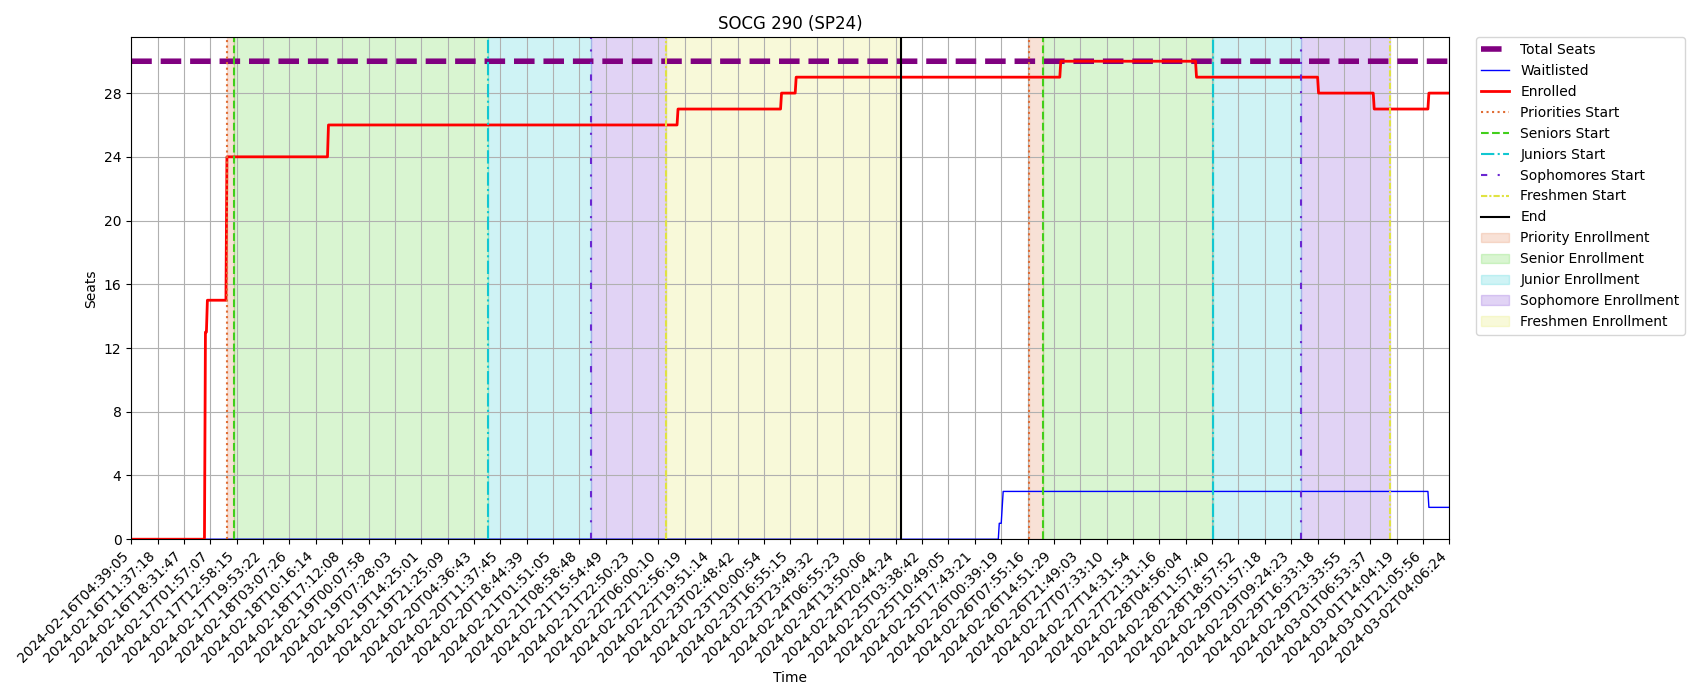 SOCG 290 (SP24)
Seats
28
24
20
16
12
8
4
0
2024-02-16T04:39:05
2024-02-16T11:37:18
2024-02-16T18:31:47
2024-02-17T01:57:07
2024-02-17T12:58:15
2024-02-17T19:53:22
2024-02-18T03:07:26
2024-02-18T10:16:14
2024-02-18T17:12:08
2024-02-19T00:07:58
2024-02-19T07:28:03
2024-02-19T14:25:01
2024-02-19T21:25:09
2024-02-20T04:36:43
2024-02-20T11:37:45
2024-02-20T18:44:39
2024-02-21T01:51:05
2024-02-21T08:58:48
2024-02-21T15:54:49
2024-02-21T22:50:23
2024-02-22T06:00:10
2024-02-22T12:56:19
2024-02-22T19:51:14
2024-02-23T02:48:42
2024-02-23T10:00:54
2024-02-23T16:55:15
2024-02-23T23:49:32
2024-02-24T06:55:23
2024-02-24T13:50:06
2024-02-24T20:44:24
2024-02-25T03:38:42
2024-02-25T10:49:05
2024-02-25T17:43:21
2024-02-26T00:39:19
2024-02-26T07:55:16
2024-02-26T14:51:29
2024-02-26T21:49:03
2024-02-27T07:33:10
2024-02-27T14:31:54
2024-02-27T21:31:16
2024-02-28T04:56:04
2024-02-28T11:57:40
2024-02-28T18:57:52
2024-02-29T01:57:18
2024-02-29T09:24:23
2024-02-29T16:33:18
2024-02-29T23:33:55
2024-03-01T06:53:37
2024-03-01T14:04:19
2024-03-01T21:05:56
2024-03-02T04:06:24
Time
Total Seats
Waitlisted
Enrolled
Priorities Start
Seniors Start
Juniors Start
Sophomores Start
Freshmen Start
End
Priority Enrollment
Senior Enrollment
Junior Enrollment
Sophomore Enrollment
Freshmen Enrollment